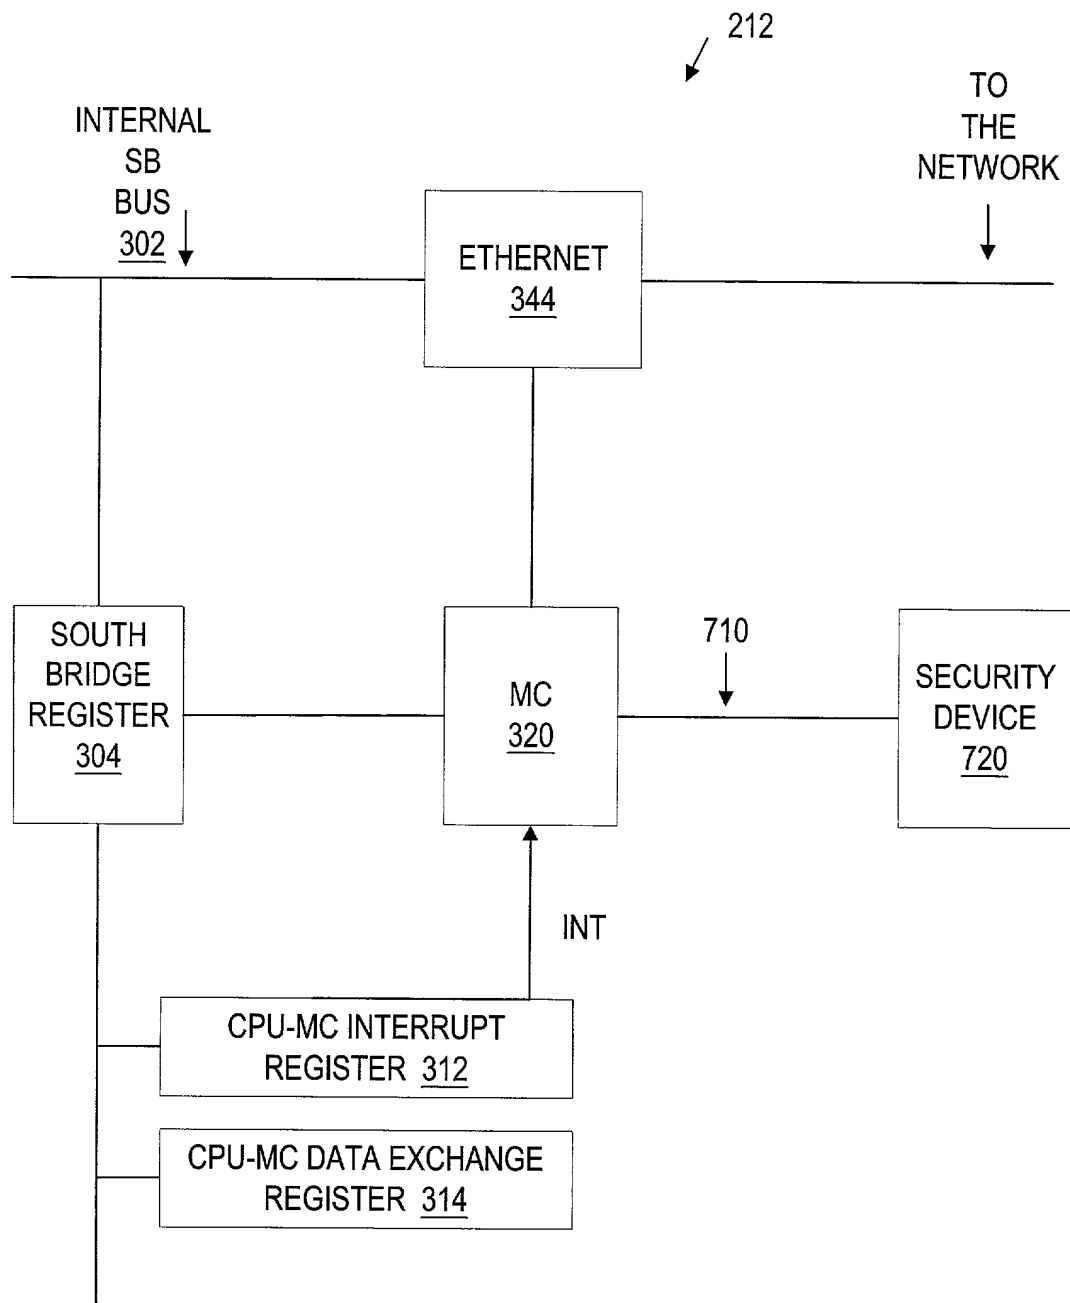 212
INTERNAL
SB
BUS
302
TO
THE
NETWORK
ETHERNET
344
SOUTH
BRIDGE
REGISTER
304
MC
320
710
SECURITY
DEVICE
720
INT
CPU-MC INTERRUPT
REGISTER 312
CPU-MC DATA EXCHANGE
REGISTER 314